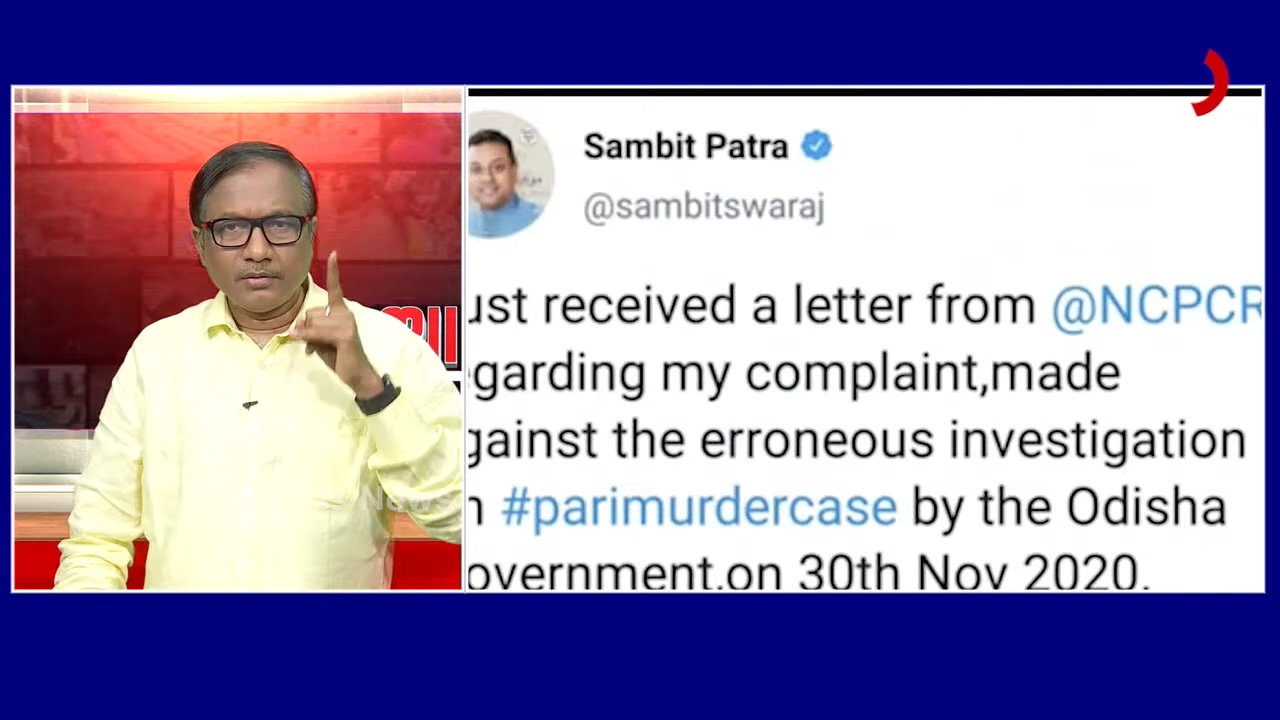 Sambit Patra
@sambitswaraj
ust received a letter from @NCPCR
egarding my complaint,made
gainst the erroneous investigation
n #parimurdercase by the Odisha
overnment,on 30th Nov 2020.
News